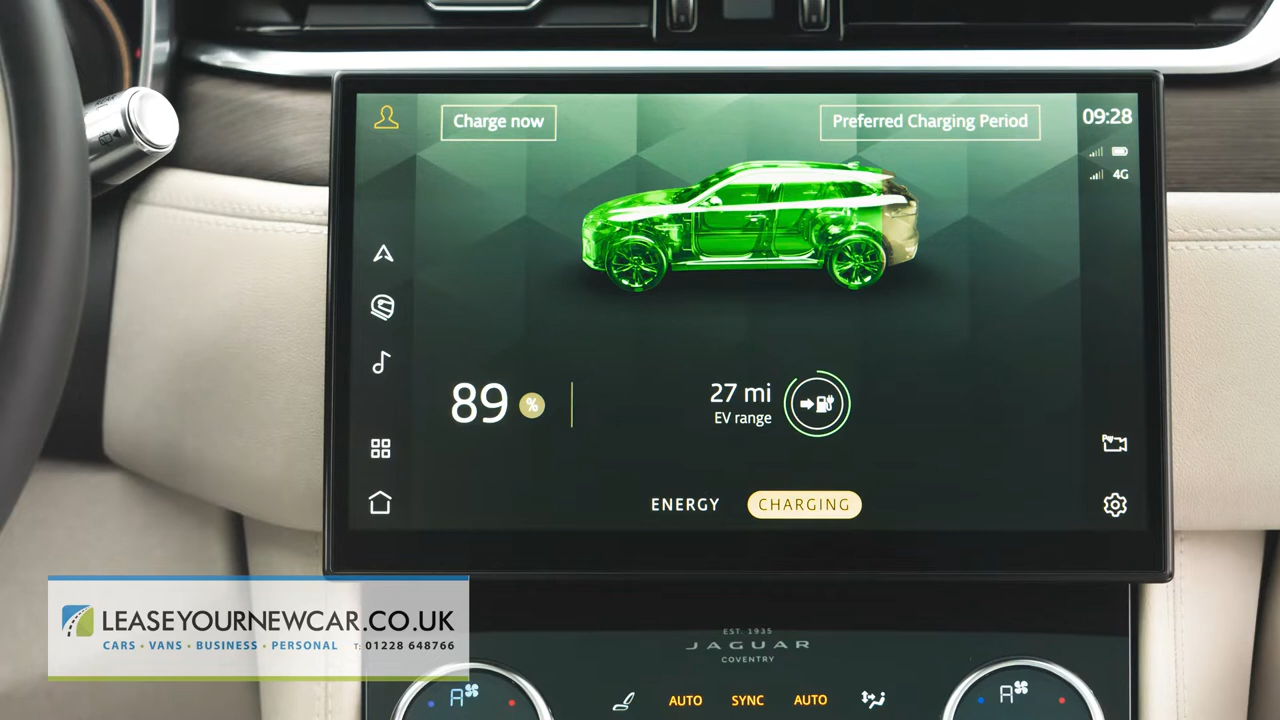 Charge now
Preferred Charging Period
09:28
4G
89 %
27 mi
EV range
ENERGY
CHARGING
LEASEYOURNEWCAR.CO.UK
CARS • VANS • BUSINESS • PERSONAL T: 01228 648766
EST. 1935
JAGUAR
COVENTRY
A
AUTO
SYNC
AUTO
A